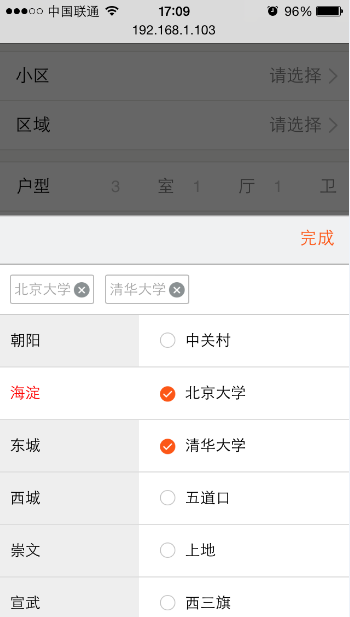 中国联通 17:09 96%
192.168.1.103
小区 请选择
区域 请选择
户型 3 室 1 厅 1 卫
完成
北京大学 清华大学
朝阳 中关村
海淀 北京大学
东城 清华大学
西城 五道口
崇文 上地
宣武 西三旗